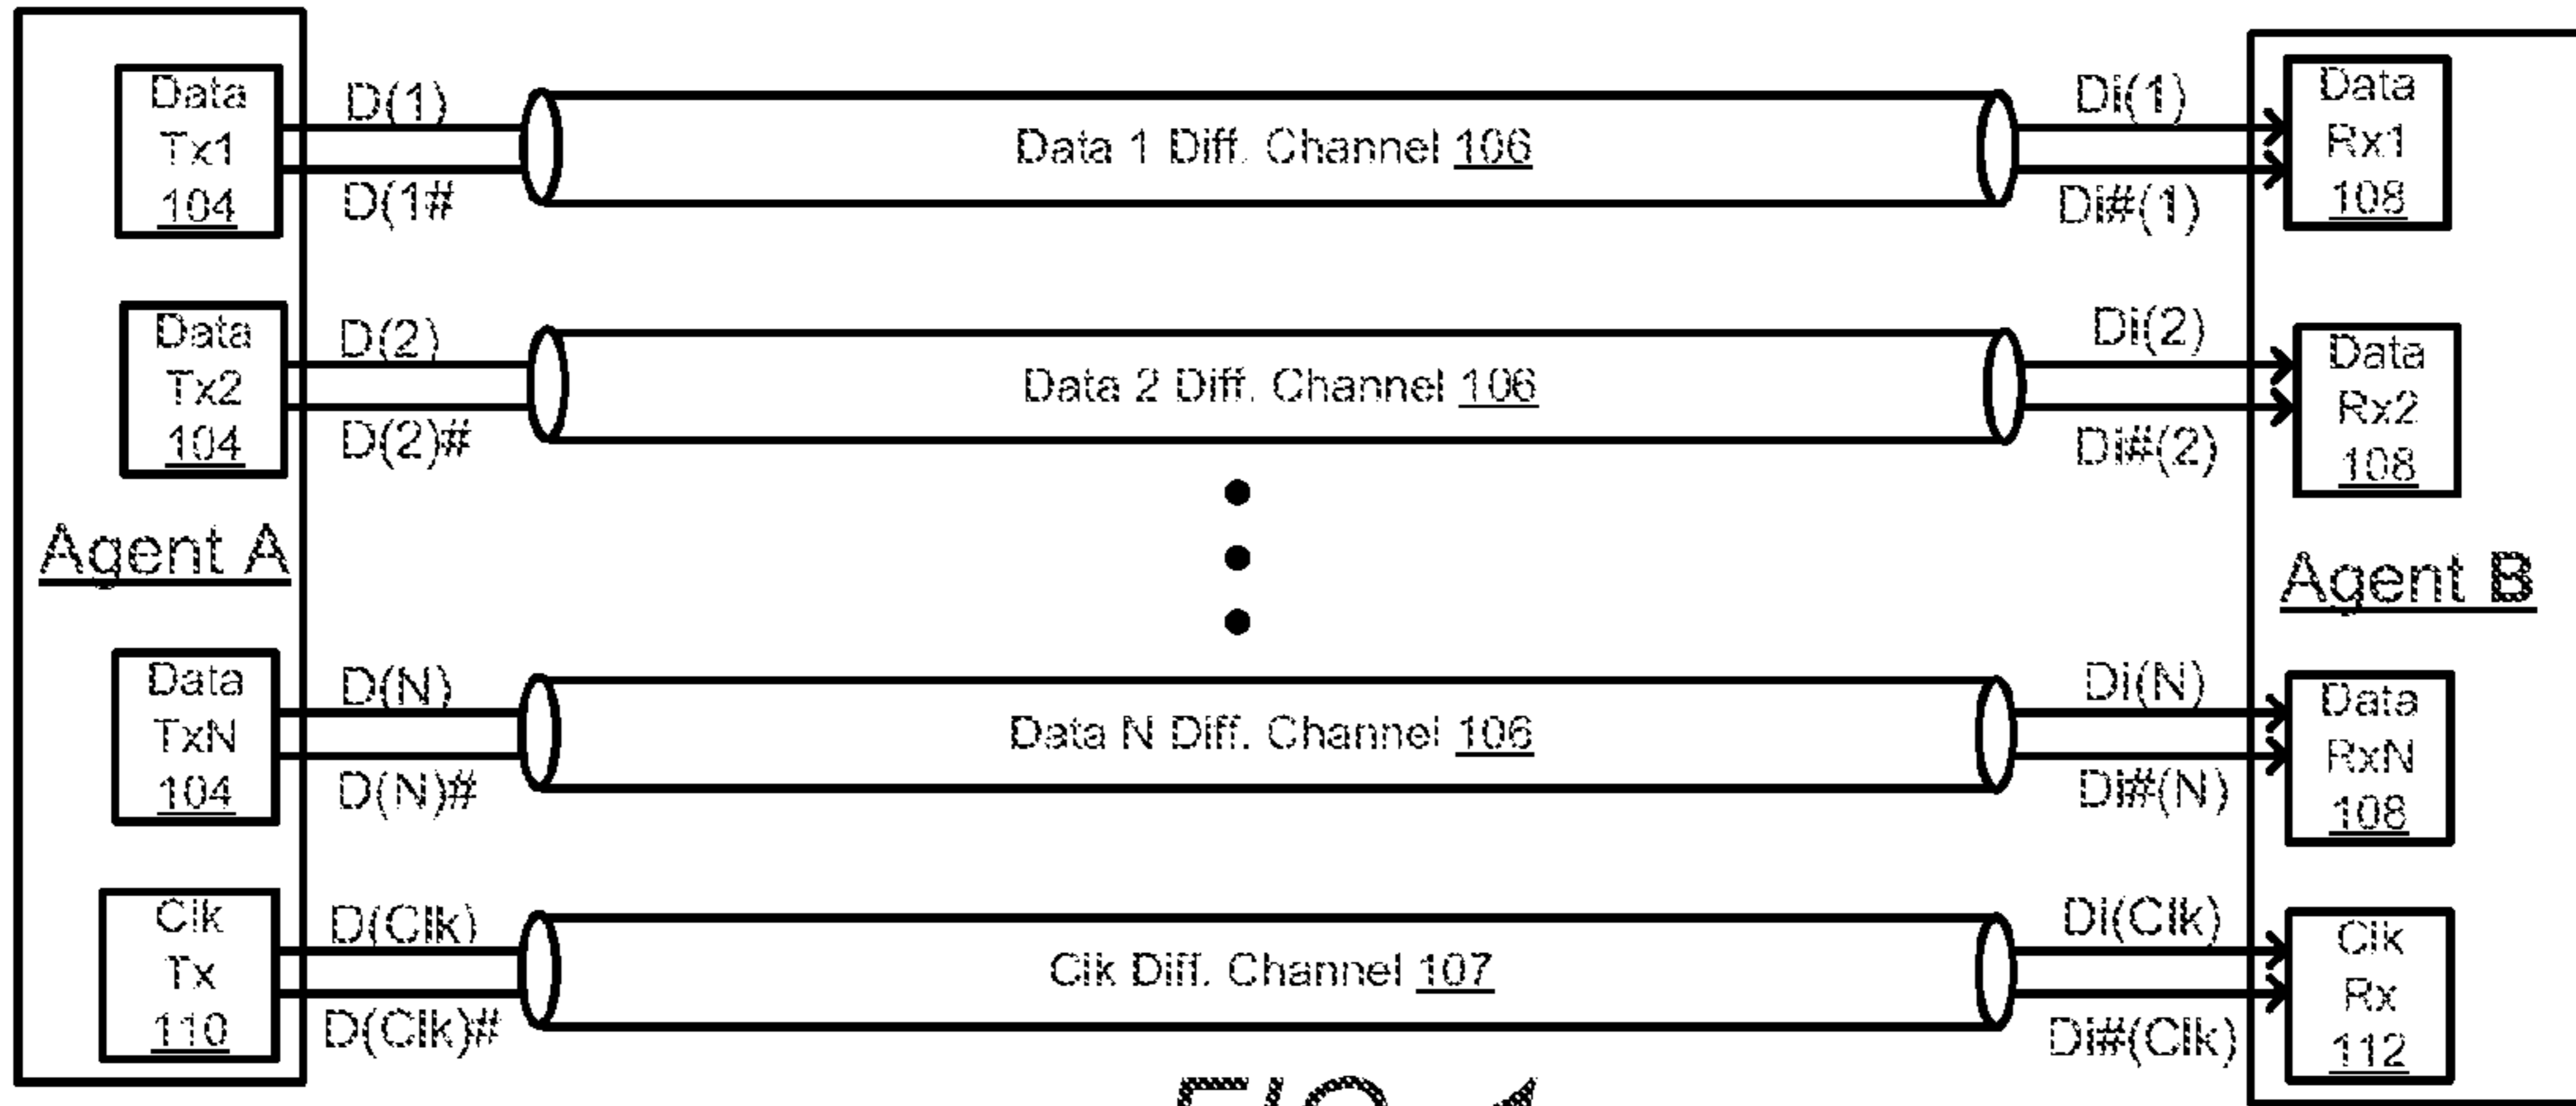 Data
Tx1
104
D(1)
D(1#
Data 1 Diff. Channel 106
Di(1)
Di#(1)
Data
Rx1
108
Data
Tx2
104
D(2)
D(2)#
Data 2 Diff. Channel 106
Di(2)
Di#(2)
Data
Rx2
108
Agent A
Agent B
Data
TxN
104
D(N)
D(N)#
Data N Diff. Channel 106
Di(N)
Di#(N)
Data
RxN
108
Clk
Tx
110
D(Clk)
D(Clk)#
Clk Diff. Channel 107
Di(Clk)
Di#(Clk)
Clk
Rx
112
FIG. 1